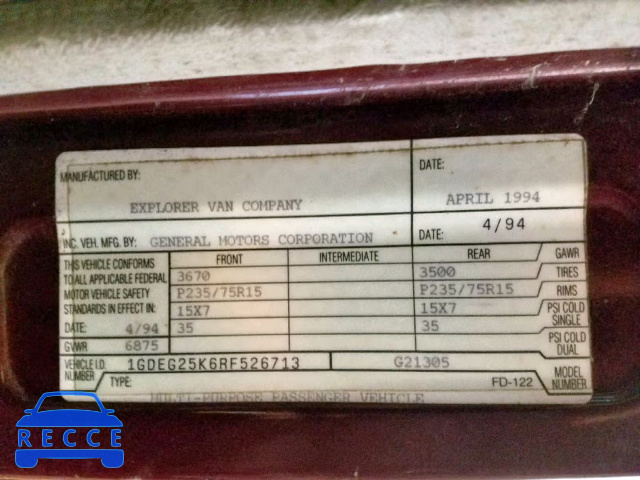 MANUFACTURED BY: DATE:
EXPLORER VAN COMPANY APRIL 1994
INC. VEH. MFG. BY: GENERAL MOTORS CORPORATION DATE: 4/94
THIS VEHICLE CONFORMS FRONT INTERMEDIATE REAR GAWR
TO ALL APPLICABLE FEDERAL 3670 3500 TIRES
MOTOR VEHICLE SAFETY P235/75R15 P235/75R15 RIMS
STANDARDS IN EFFECT IN: 15X7 15X7 PSI COLD SINGLE
DATE: 4/94 35 35 PSI COLD DUAL
GVWR 6875
VEHICLE I.D. NUMBER 1GDEG25K6RF526713 G21305 MODEL NUMBER
TYPE: FD-122
MULTI-PURPOSE PASSENGER VEHICLE
RECCE